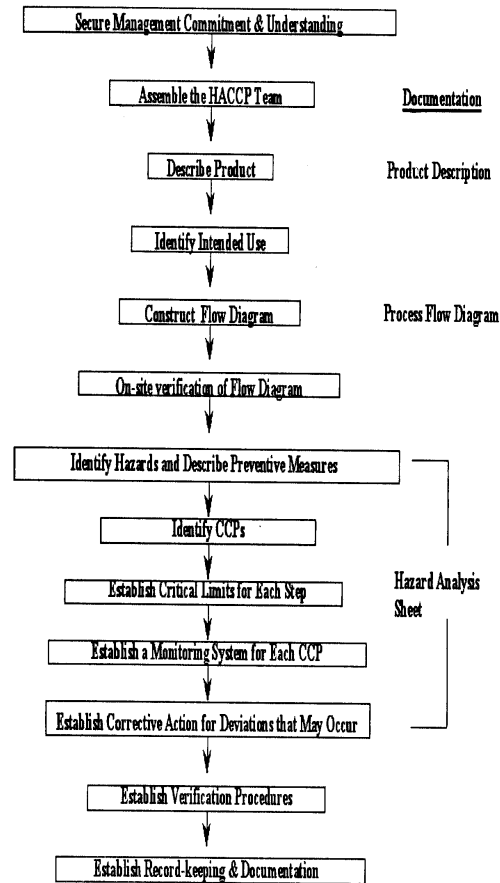 Secure Management Commitment & Understanding
Assemble the HACCP Team
Documentation
Describe Product
Product Description
Identify Intended Use
Construct Flow Diagram
Process Flow Diagram
On-site verification of Flow Diagram
Identify Hazards and Describe Preventive Measures
Identify CCPs
Hazard Analysis
Sheet
Establish Critical Limits for Each Step
Establish a Monitoring System for Each CCP
Establish Corrective Action for Deviations that May Occur
Establish Verification Procedures
Establish Record-keeping & Documentation